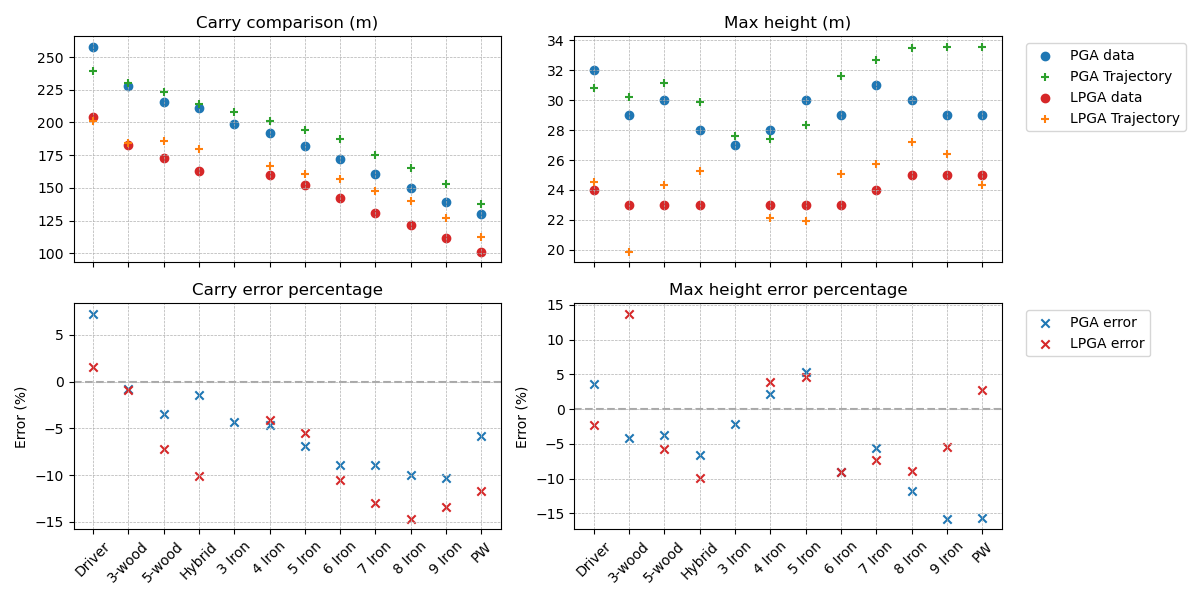 Carry comparison (m)
250
225
200
175
150
125
100
Max height (m)
34
32
30
28
26
24
22
20
PGA data
PGA Trajectory
LPGA data
LPGA Trajectory
Carry error percentage
Error (%)
5
0
−5
−10
−15
Driver
3-wood
5-wood
Hybrid
3 Iron
4 Iron
5 Iron
6 Iron
7 Iron
8 Iron
9 Iron
PW
Max height error percentage
Error (%)
15
10
5
0
−5
−10
−15
Driver
3-wood
5-wood
Hybrid
3 Iron
4 Iron
5 Iron
6 Iron
7 Iron
8 Iron
9 Iron
PW
PGA error
LPGA error